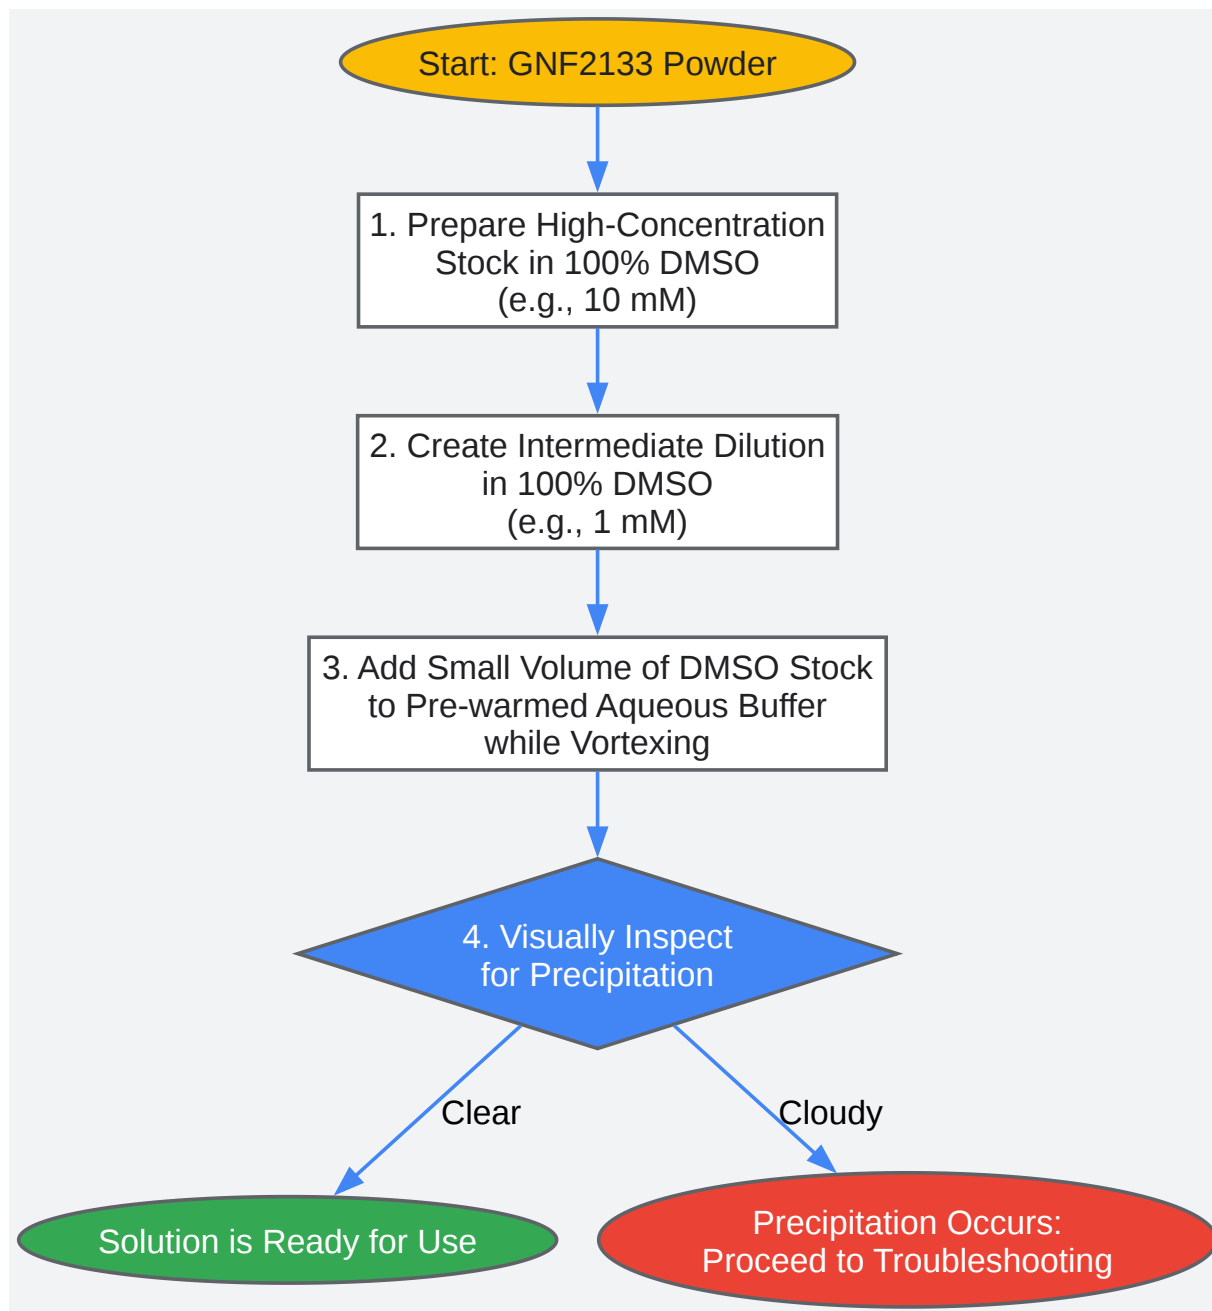 Start: GNF2133 Powder
1. Prepare High-Concentration
Stock in 100% DMSO
(e.g., 10 mM)
2. Create Intermediate Dilution
in 100% DMSO
(e.g., 1 mM)
3. Add Small Volume of DMSO Stock
to Pre-warmed Aqueous Buffer
while Vortexing
4. Visually Inspect
for Precipitation
Clear
Cloudy
Solution is Ready for Use
Precipitation Occurs:
Proceed to Troubleshooting